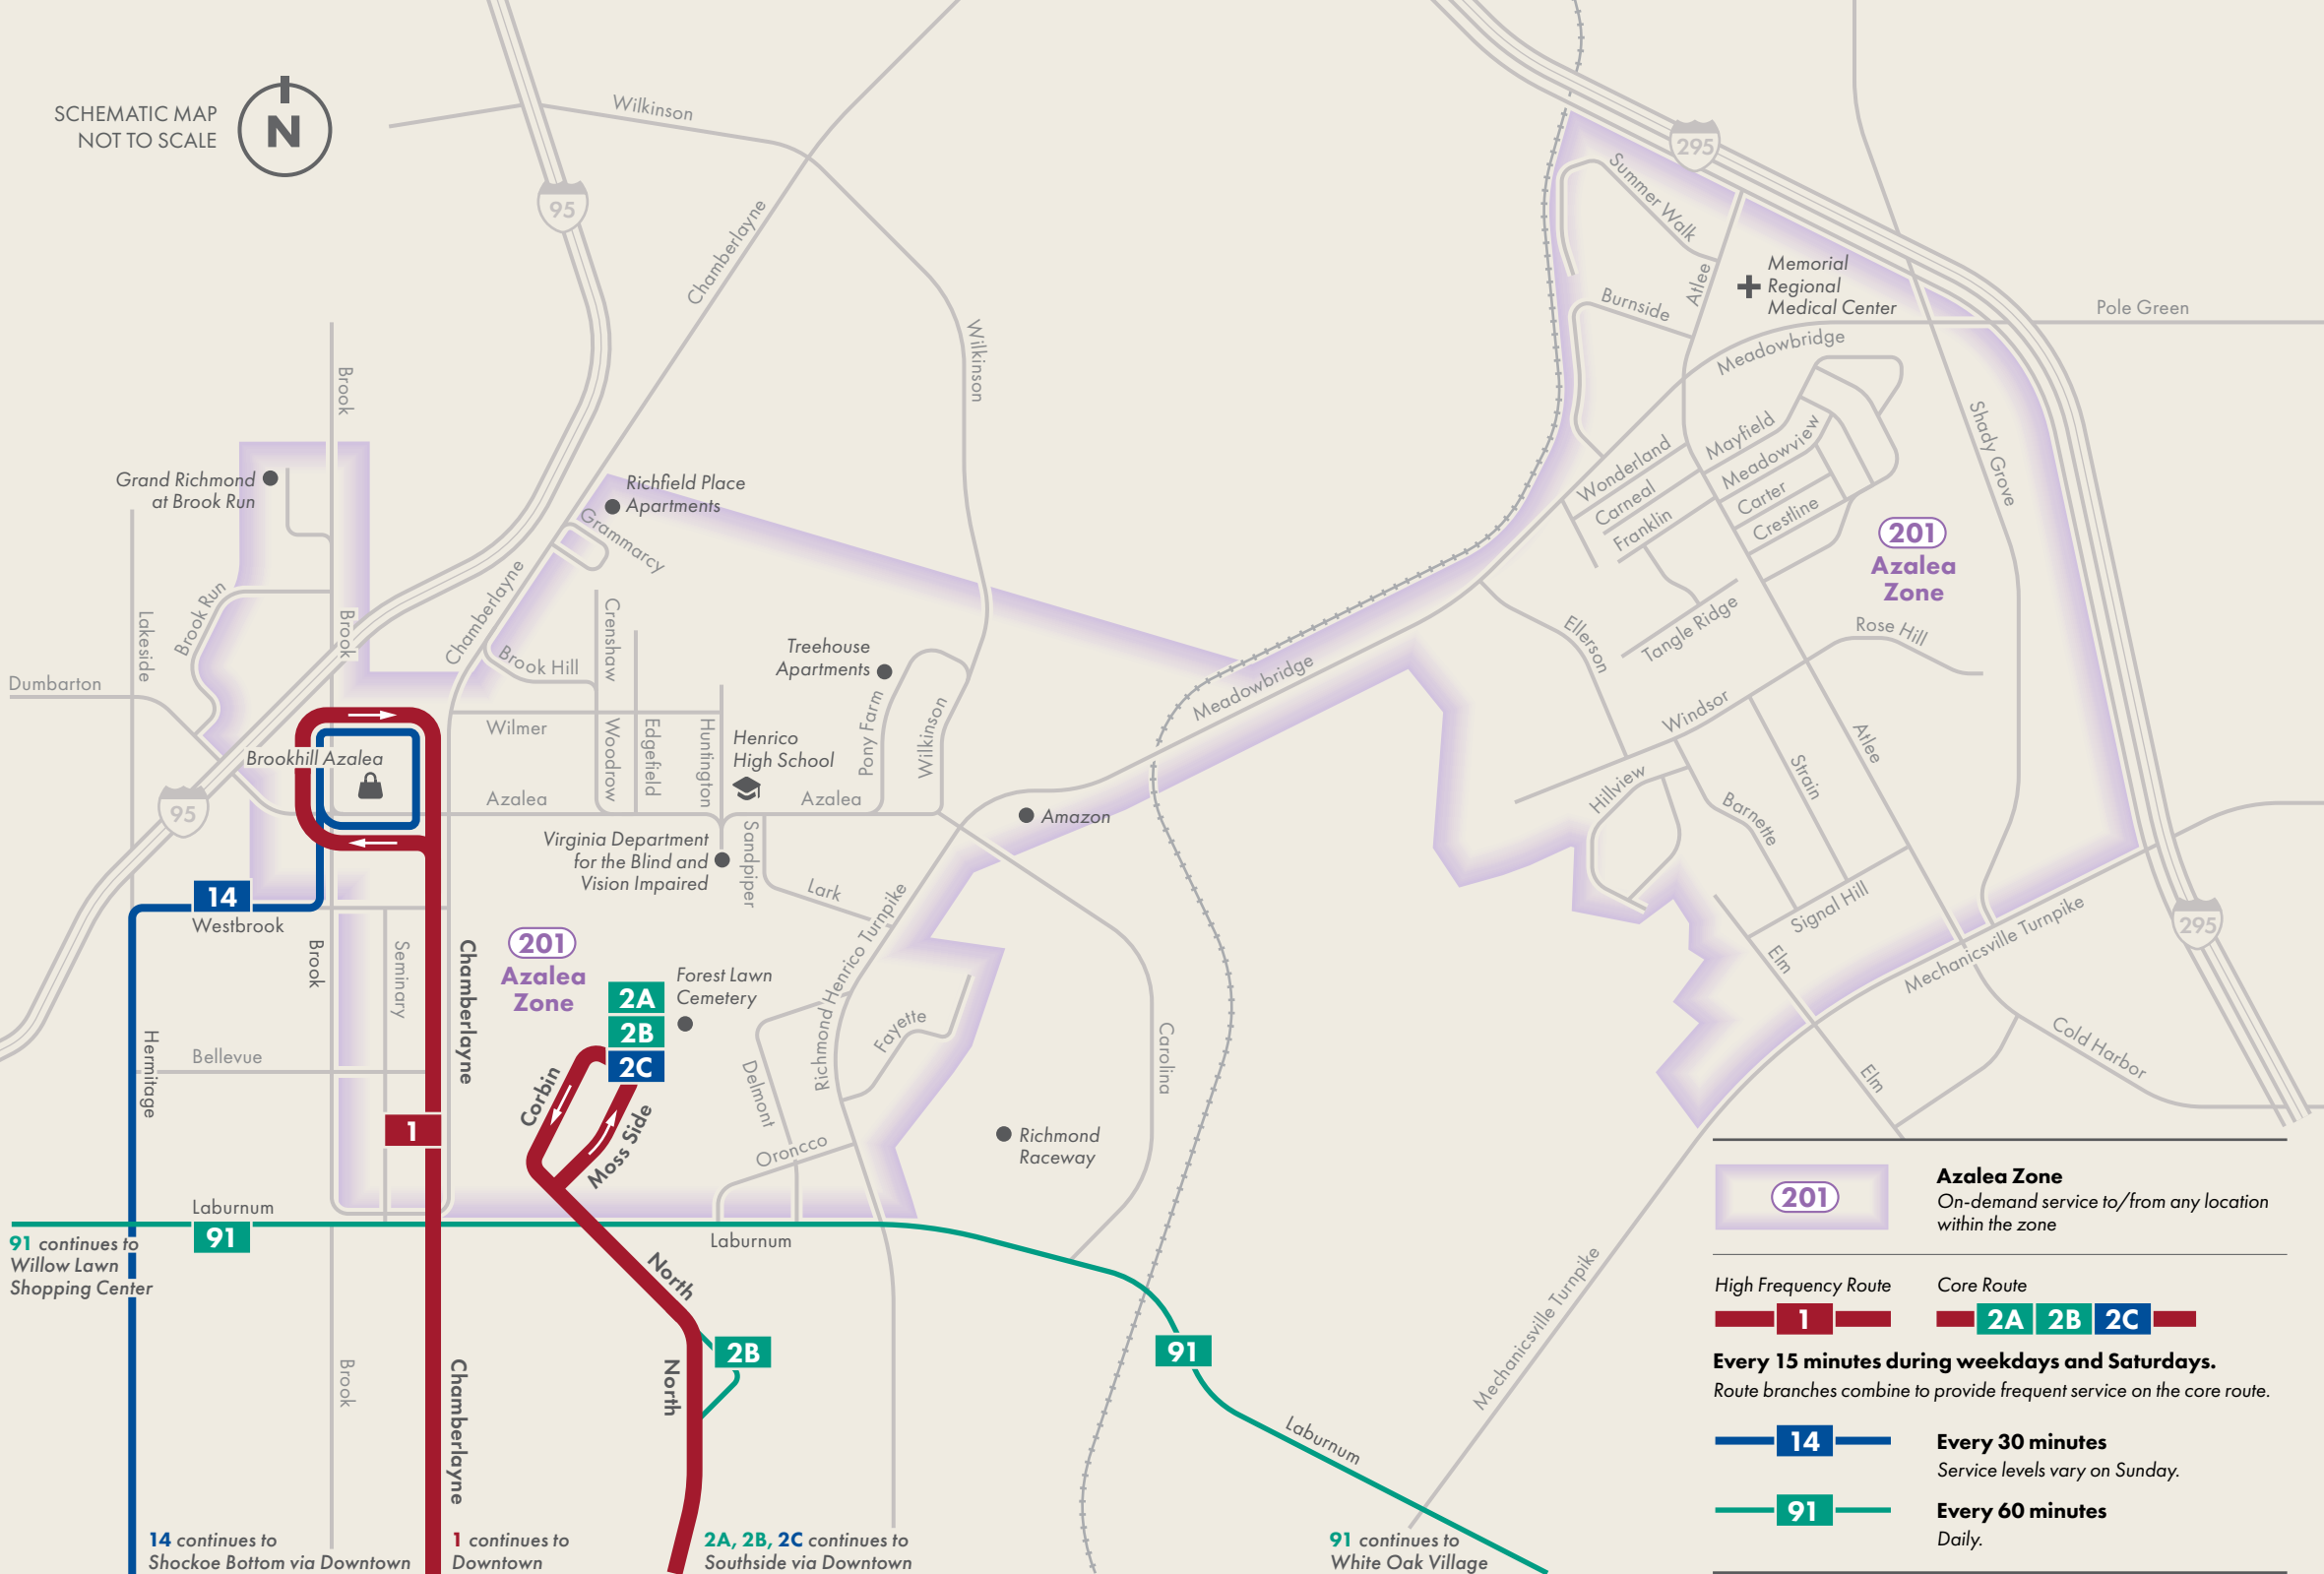 SCHEMATIC MAP
NOT TO SCALE
N
Wilkinson
95
Chamberlayne
Wilkinson
295
Summer Walk
Atlee
Burnside
Memorial
Regional
Medical Center
Pole Green
Meadowbridge
Brook
Grand Richmond
at Brook Run
Richfield Place
Apartments
Grammarcy
Wonderland
Carneal
Franklin
Mayfield
Meadowview
Carter
Crestline
Shady Grove
201
Azalea
Zone
Lakeside
Brook Run
Brook
Chamberlayne
Brook Hill
Crenshaw
Treehouse
Apartments
Dumbarton
Meadowbridge
Ellerson
Tangle Ridge
Rose Hill
Windsor
Wilmer
Woodrow
Edgefield
Huntington
Henrico
High School
Pony Farm
Wilkinson
Brookhill Azalea
Azalea
Azalea
95
Amazon
Hillview
Barnette
Strain
Atlee
Virginia Department
for the Blind and
Vision Impaired
Sandpiper
Lark
14
Westbrook
Signal Hill
Elm
Mechanicsville Turnpike
295
Brook
Seminary
Chamberlayne
201
Azalea
Zone
Forest Lawn
Cemetery
2A
2B
2C
Richmond Henrico Turnpike
Fayette
Carolina
Cold Harbor
Elm
Hermitage
Bellevue
Corbin
Moss Side
Delmont
Oroncco
1
Richmond
Raceway
Laburnum
91
91 continues to
Willow Lawn
Shopping Center
Laburnum
North
2B
North
91
Brook
Chamberlayne
Laburnum
Mechanicsville Turnpike
14 continues to
Shockoe Bottom via Downtown
1 continues to
Downtown
2A, 2B, 2C continues to
Southside via Downtown
91 continues to
White Oak Village
201
Azalea Zone
On-demand service to/from any location
within the zone
High Frequency Route
Core Route
1
2A 2B 2C
Every 15 minutes during weekdays and Saturdays.
Route branches combine to provide frequent service on the core route.
14
Every 30 minutes
Service levels vary on Sunday.
91
Every 60 minutes
Daily.